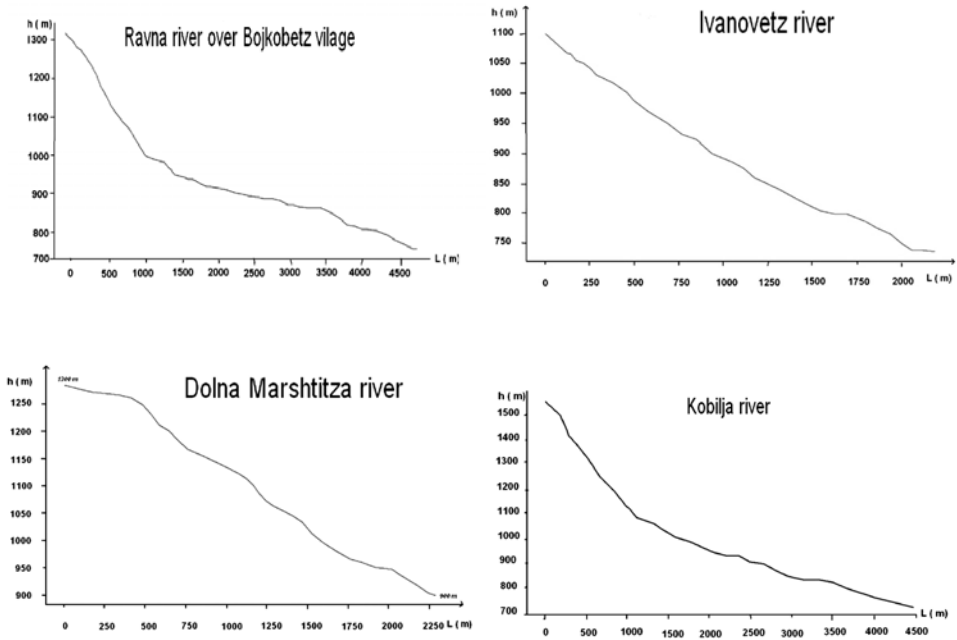 h ( m)
Ravna river over Bojkobetz vilage
1300
1200
1100
1000
900
800
700
0 500 1000 1500 2000 2500 3000 3500 4000 4500 L ( m)
h ( m)
Ivanovetz river
1100
1050
1000
950
900
850
800
750
0 250 500 750 1000 1250 1500 1750 2000 L ( m)
h ( m)
Dolna Marshtitza river
1300 m
1250
1200
1150
1100
1050
1000
950
900
900 m
0 250 500 750 1000 1250 1500 1750 2000 2250 L ( m)
h ( m)
Kobilja river
1500
1400
1300
1200
1100
1000
900
800
700
L ( m)
0 500 1000 1500 2000 2500 3000 3500 4000 4500